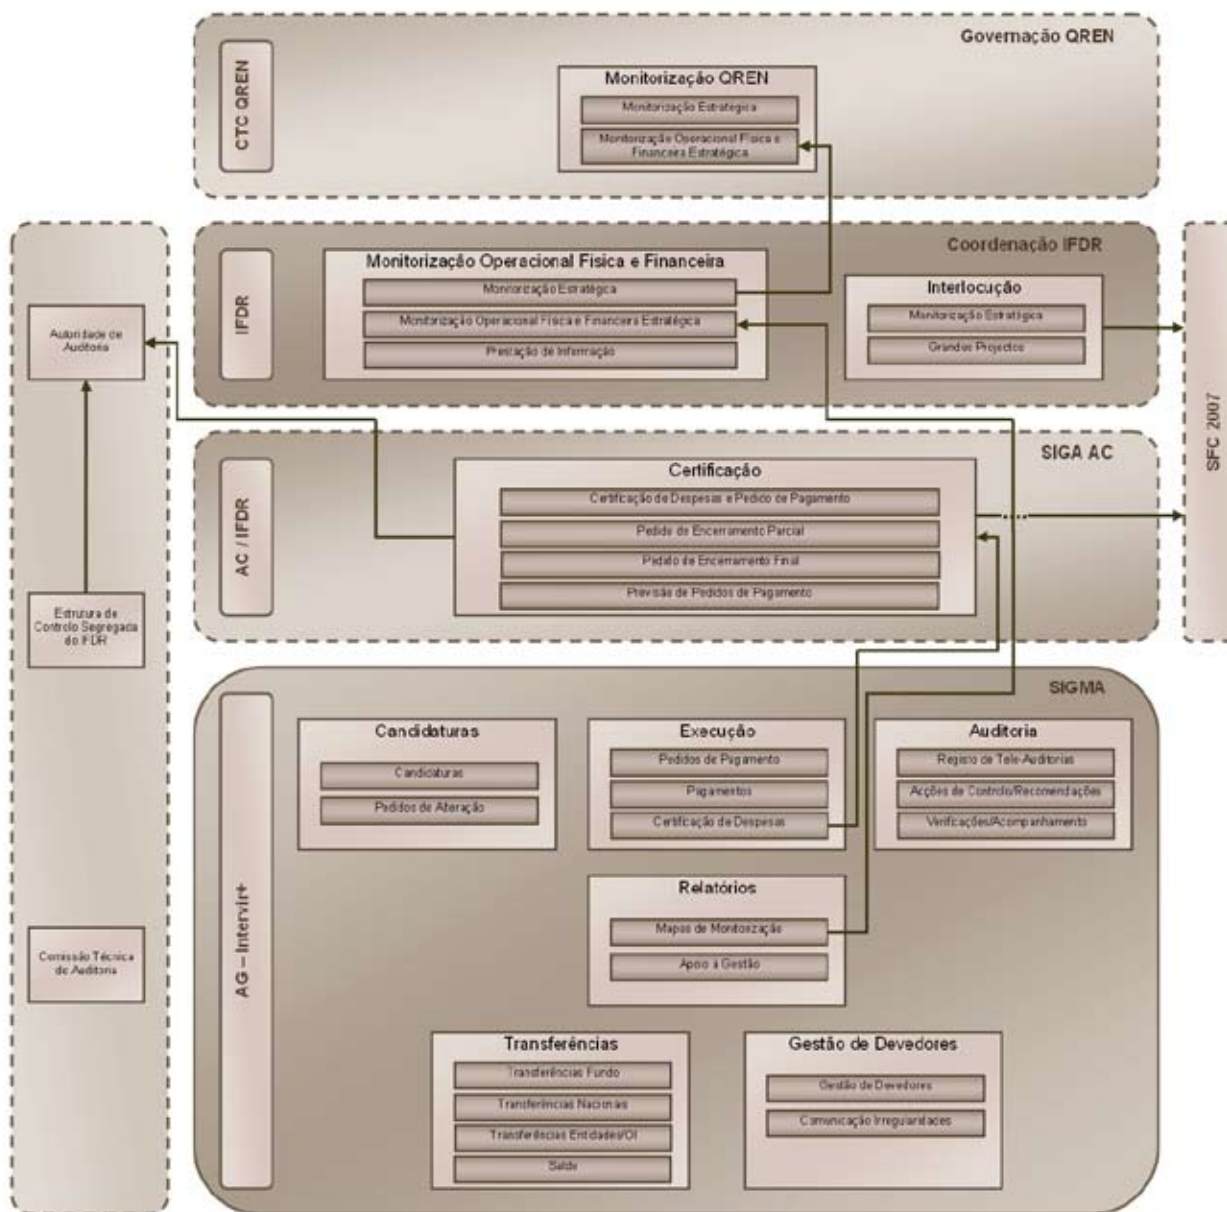 Governação QREN
CTC QREN
Monitorização QREN
Monitorização Estratégica
Monitorização Operacional Física e
Financeira Estratégica
Coordenação IFDR
IFDR
Monitorização Operacional Física e Financeira
Monitorização Estratégica
Monitorização Operacional Física e Financeira Estratégica
Prestação de Informação
Interlocução
Monitorização Estratégica
Grandes Projectos
SFC 2007
Autoridade de
Auditoria
Estrutura de
Controlo Segregada
do IFDR
Comissão Técnica
de Auditoria
SIGA AC
AC / IFDR
Certificação
Certificação de Despesas e Pedido de Pagamento
Pedido de Encerramento Parcial
Pedido de Encerramento Final
Previsão de Pedidos de Pagamento
SIGMA
AG – Intervir+
Candidaturas
Candidaturas
Pedidos de Alteração
Execução
Pedidos de Pagamento
Pagamentos
Certificação de Despesas
Auditoria
Registo de Tele-Auditorias
Acções de Controlo/Recomendações
Verificações/Acompanhamento
Relatórios
Mapas de Monitorização
Apoio à Gestão
Transferências
Transferências Fundo
Transferências Nacionais
Transferências Entidades/OI
Saldo
Gestão de Devedores
Gestão de Devedores
Comunicação Irregularidades